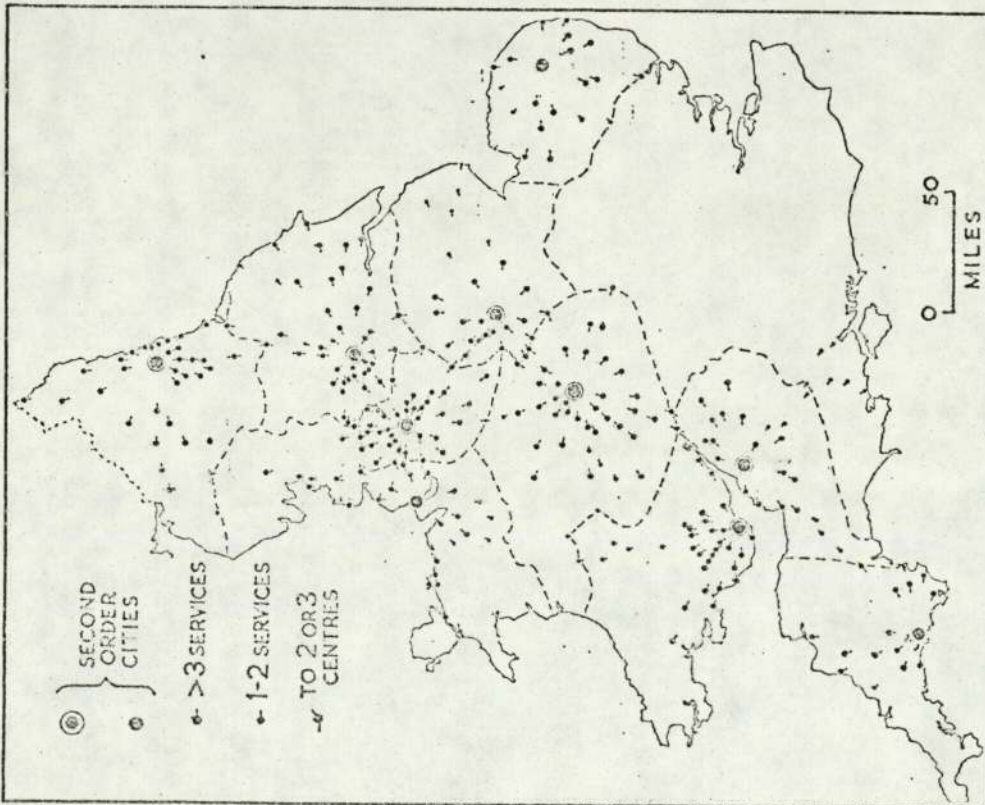 SECOND
ORDER
CITIES
>3 SERVICES
1-2 SERVICES
TO 2 OR 3
CENTRES
0 50
MILES